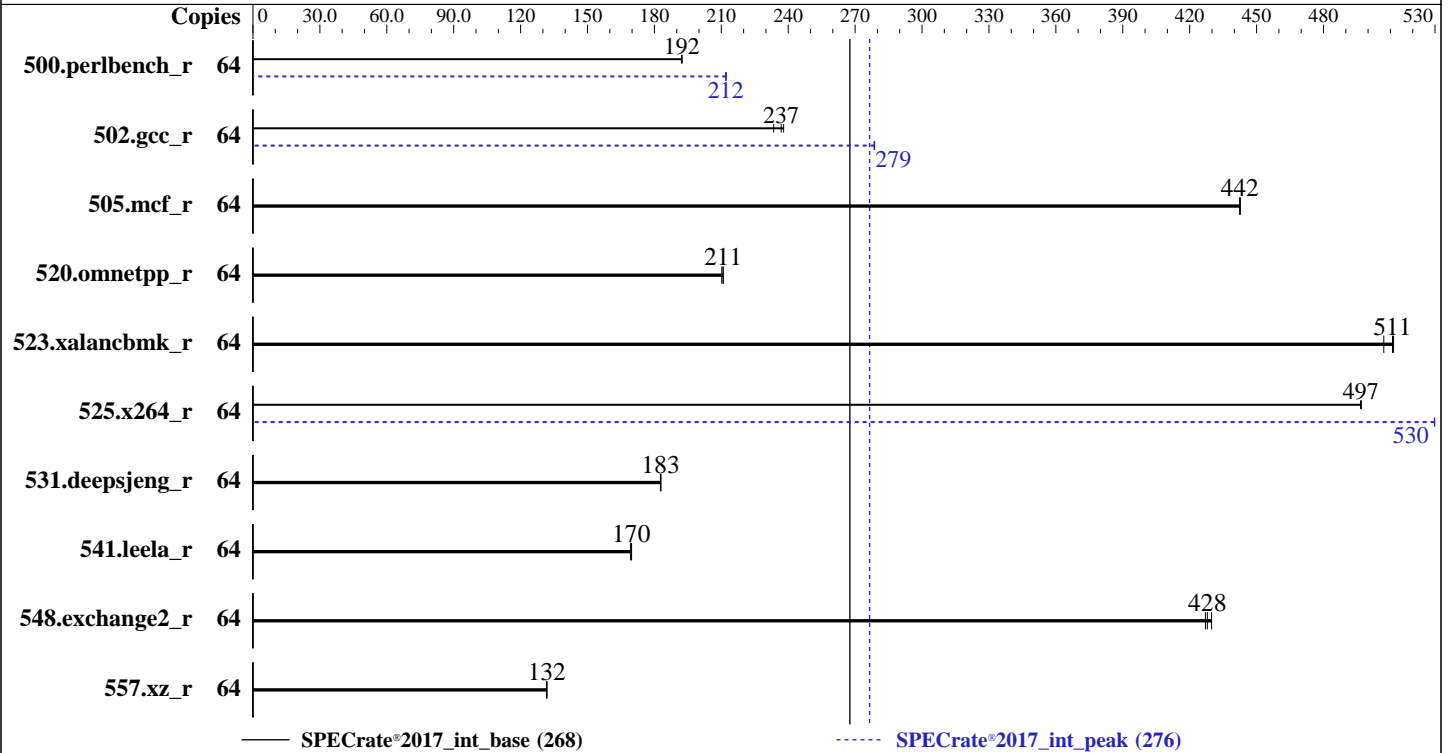 Copies 0 30.0 60.0 90.0 120 150 180 210 240 270 300 330 360 390 420 450 480 530
192
500.perlbench_r 64
212
237
502.gcc_r 64
279
442
505.mcf_r 64
211
520.omnetpp_r 64
511
523.xalancbmk_r 64
497
525.x264_r 64
530
183
531.deepsjeng_r 64
170
541.leela_r 64
428
548.exchange2_r 64
132
557.xz_r 64
SPECrate®2017_int_base (268) SPECrate®2017_int_peak (276)